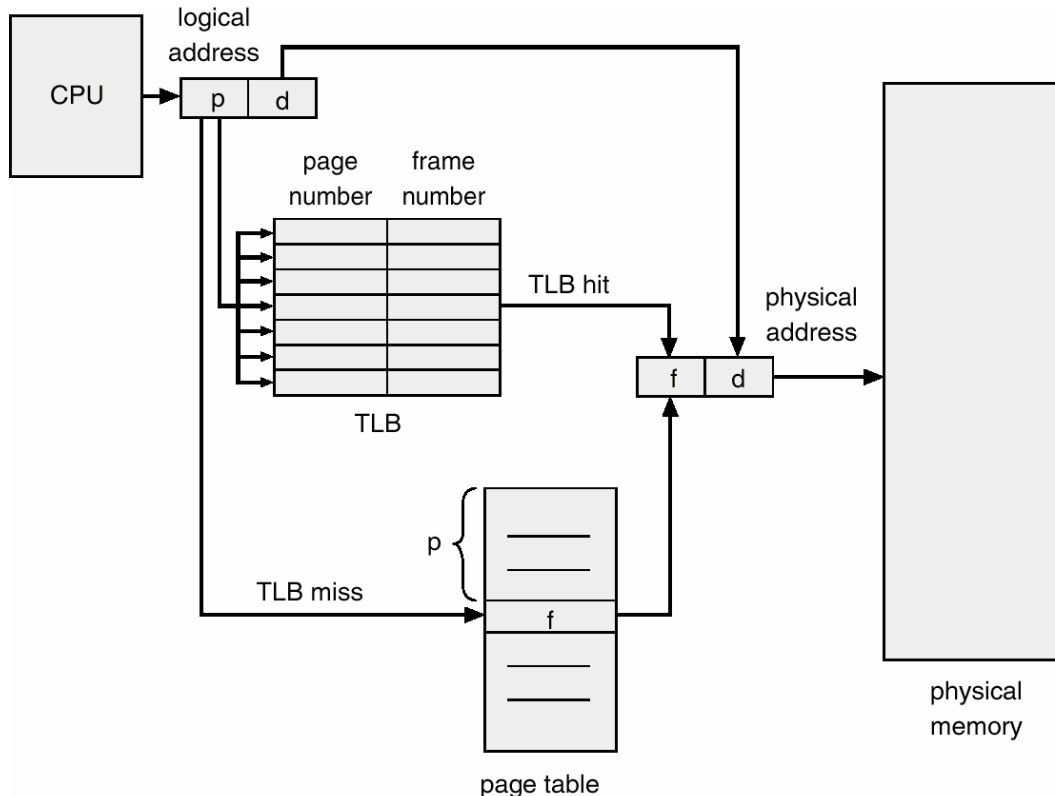 logical
address
CPU
p
d
page
number
frame
number
TLB hit
physical
address
f
d
TLB
p
TLB miss
f
physical
memory
page table